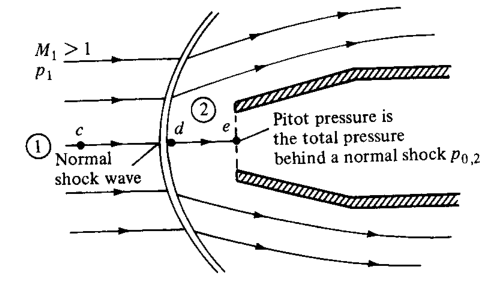 M₁ > 1
p₁
②
① c
d
e
Normal
shock wave
Pitot pressure is
the total pressure
behind a normal shock p₀,₂